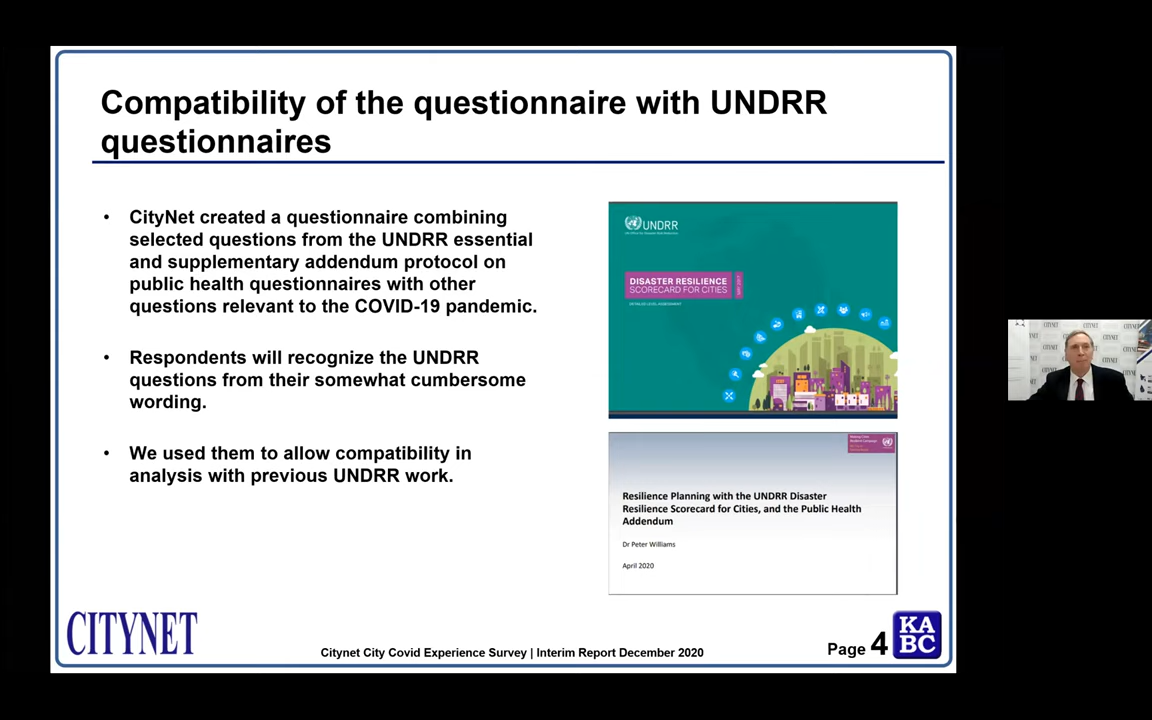 Compatibility of the questionnaire with UNDRR
questionnaires
• CityNet created a questionnaire combining
selected questions from the UNDRR essential
and supplementary addendum protocol on
public health questionnaires with other
questions relevant to the COVID-19 pandemic.
• Respondents will recognize the UNDRR
questions from their somewhat cumbersome
wording.
• We used them to allow compatibility in
analysis with previous UNDRR work.
UNDRR
DISASTER RESILIENCE
SCORECARD FOR CITIES
Resilience Planning with the UNDRR Disaster
Resilience Scorecard for Cities, and the Public Health
Addendum
Dr Peter Williams
April 2020
CITYNET
Citynet City Covid Experience Survey | Interim Report December 2020
Page 4
KA
BC